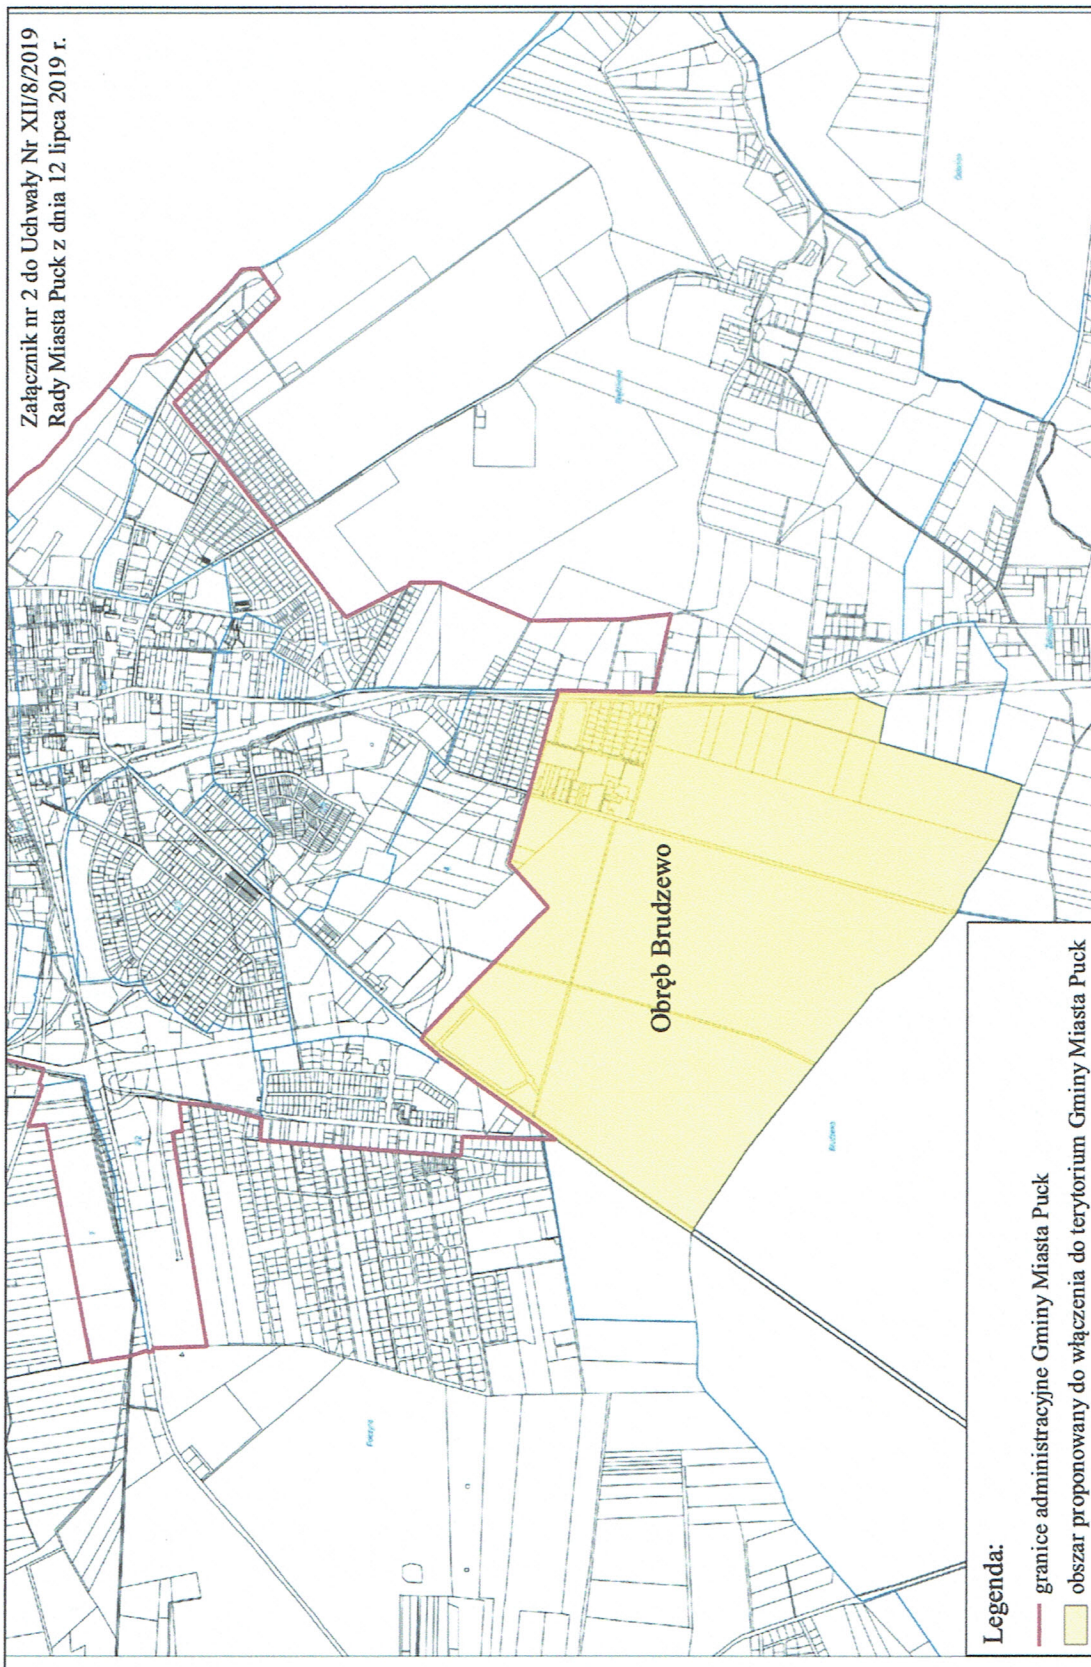 Załącznik nr 2 do Uchwały Nr XII/8/2019
Rady Miasta Puck z dnia 12 lipca 2019 r.
Obręb Brudzewo
Legenda:
granice administracyjne Gminy Miasta Puck
obszar proponowany do włączenia do terytorium Gminy Miasta Puck